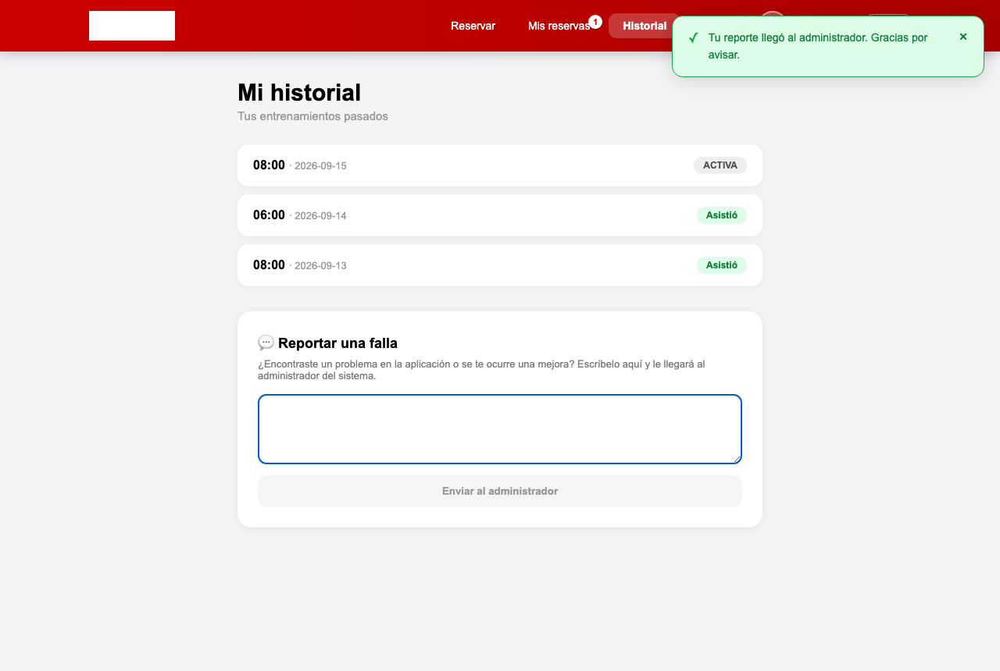 Reservar
Mis reservas
1
Historial
Tu reporte llegó al administrador. Gracias por
avisar.
Mi historial
Tus entrenamientos pasados
08:00 · 2026-09-15
ACTIVA
06:00 · 2026-09-14
Asistió
08:00 · 2026-09-13
Asistió
Reportar una falla
¿Encontraste un problema en la aplicación o se te ocurre una mejora? Escríbelo aquí y le llegará al
administrador del sistema.
Enviar al administrador